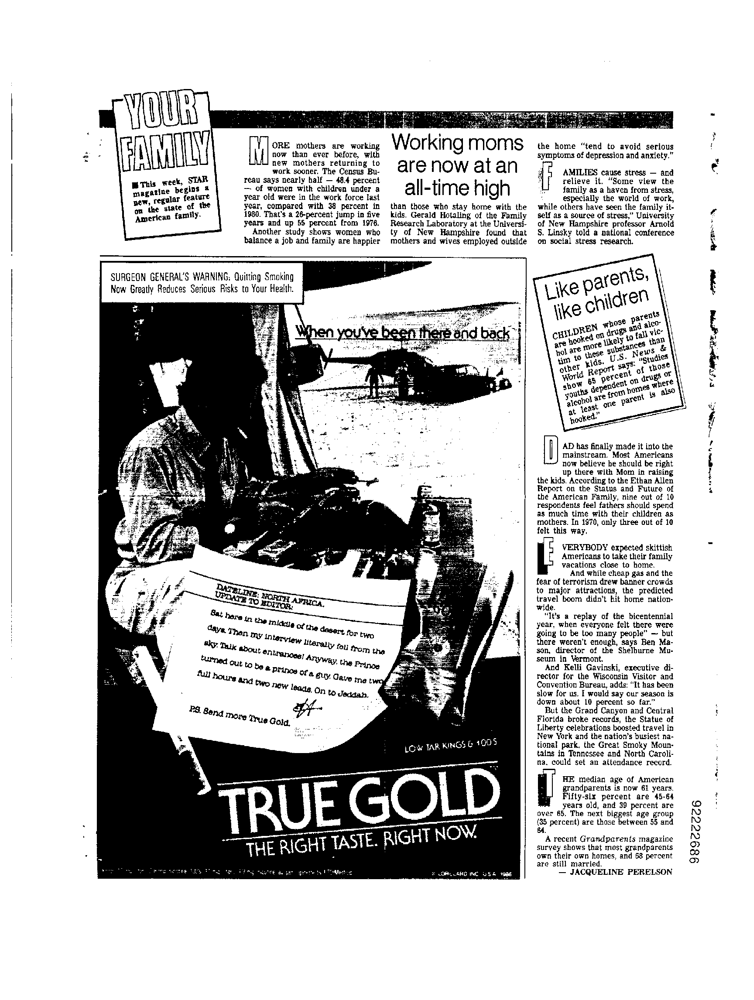 YOUR
FAMILY
■ This week, STAR
magazine begins a
new, regular feature
on the state of the
American family.
MORE mothers are working
now than ever before, with
new mothers returning to
work sooner. The Census Bu-
reau says nearly half — 48.4 percent
— of women with children under a
year old were in the work force last
year, compared with 38 percent in
1980. That's a 26-percent jump in five
years and up 55 percent from 1976.
Another study shows women who
balance a job and family are happier
Working moms
are now at an
all-time high
than those who stay home with the
kids. Gerald Hotaling of the Family
Research Laboratory at the Universi-
ty of New Hampshire found that
mothers and wives employed outside
the home "tend to avoid serious
symptoms of depression and anxiety."
FAMILIES cause stress — and
relieve it. "Some view the
family as a haven from stress,
especially the world of work,
while others have seen the family it-
self as a source of stress," University
of New Hampshire professor Arnold
S. Linsky told a national conference
on social stress research.
SURGEON GENERAL'S WARNING: Quitting Smoking
Now Greatly Reduces Serious Risks to Your Health.
When you've been there and back
DATELINE: NORTH AFRICA.
UPDATE TO EDITOR:
Sat here in the middle of the desert for two
days. Then my interview literally fell from the
sky. Talk about entrances! Anyway, the Prince
turned out to be a prince of a guy. Gave me two
full hours and two new leads. On to Jeddah.
P.S. Send more True Gold.
LOW TAR KINGS & 100'S
TRUE GOLD
THE RIGHT TASTE. RIGHT NOW.
© LORILLARD INC. U.S.A. 1986
Like parents,
like children
CHILDREN whose parents
are hooked on drugs and alco-
hol are more likely to fall vic-
tim to these substances than
other kids. U.S. News &
World Report says: "Studies
show 65 percent of those
youths dependent on drugs or
alcohol are from homes where
at least one parent is also
hooked."
DAD has finally made it into the
mainstream. Most Americans
now believe he should be right
up there with Mom in raising
the kids. According to the Ethan Allen
Report on the Status and Future of
the American Family, nine out of 10
respondents feel fathers should spend
as much time with their children as
mothers. In 1970, only three out of 10
felt this way.
EVERYBODY expected skittish
Americans to take their family
vacations close to home.
And while cheap gas and the
fear of terrorism drew banner crowds
to major attractions, the predicted
travel boom didn't hit home nation-
wide.
"It's a replay of the bicentennial
year, when everyone felt there were
going to be too many people" — but
there weren't enough, says Ben Ma-
son, director of the Shelburne Mu-
seum in Vermont.
And Kelli Gavinski, executive di-
rector for the Wisconsin Visitor and
Convention Bureau, adds: "It has been
slow for us. I would say our season is
down about 10 percent so far."
But the Grand Canyon and Central
Florida broke records, the Statue of
Liberty celebrations boosted travel in
New York and the nation's busiest na-
tional park, the Great Smoky Moun-
tains in Tennessee and North Caroli-
na, could set an attendance record.
THE median age of American
grandparents is now 61 years.
Fifty-six percent are 45-64
years old, and 39 percent are
over 65. The next biggest age group
(35 percent) are those between 55 and
64.
A recent Grandparents magazine
survey shows that most grandparents
own their own homes, and 68 percent
are still married.
— JACQUELINE PERELSON
92222686